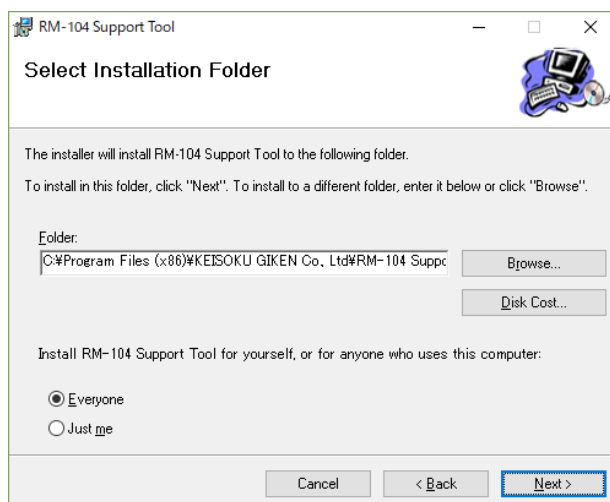 RM-104 Support Tool
Select Installation Folder
The installer will install RM-104 Support Tool to the following folder.
To install in this folder, click "Next". To install to a different folder, enter it below or click "Browse".
Folder:
C:¥Program Files (x86)¥KEISOKU GIKEN Co., Ltd¥RM-104 Suppo
Browse...
Disk Cost...
Install RM-104 Support Tool for yourself, or for anyone who uses this computer:
Everyone
Just me
Cancel
< Back
Next >